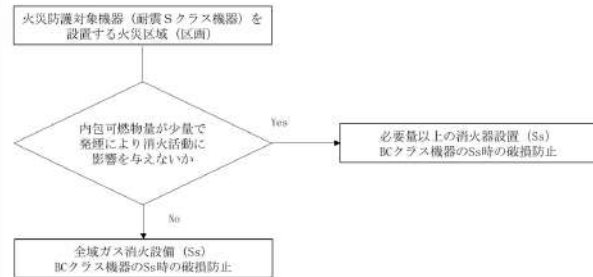 火災防護対象機器（耐震Ｓクラス機器）を
設置する火災区域（区画）
内包可燃物量が少量で
発煙により消火活動に
影響を与えないか
Yes
必要量以上の消火器設置（Ss）
BCクラス機器のSs時の破損防止
No
全域ガス消火設備（Ss）
BCクラス機器のSs時の破損防止